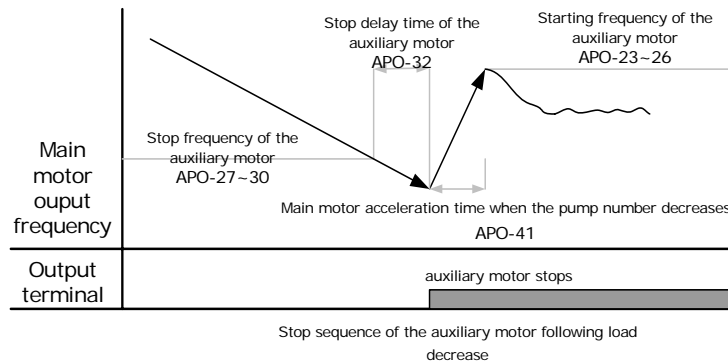 Stop delay time of the
auxiliary motor
APO-32
Starting frequency of the
auxiliary motor
APO-23~26
Stop frequency of the
auxiliary motor
APO-27~30
Main
motor
ouput
frequency
Main motor acceleration time when the pump number decreases
APO-41
Output
terminal
auxiliary motor stops
Stop sequence of the auxiliary motor following load
decrease